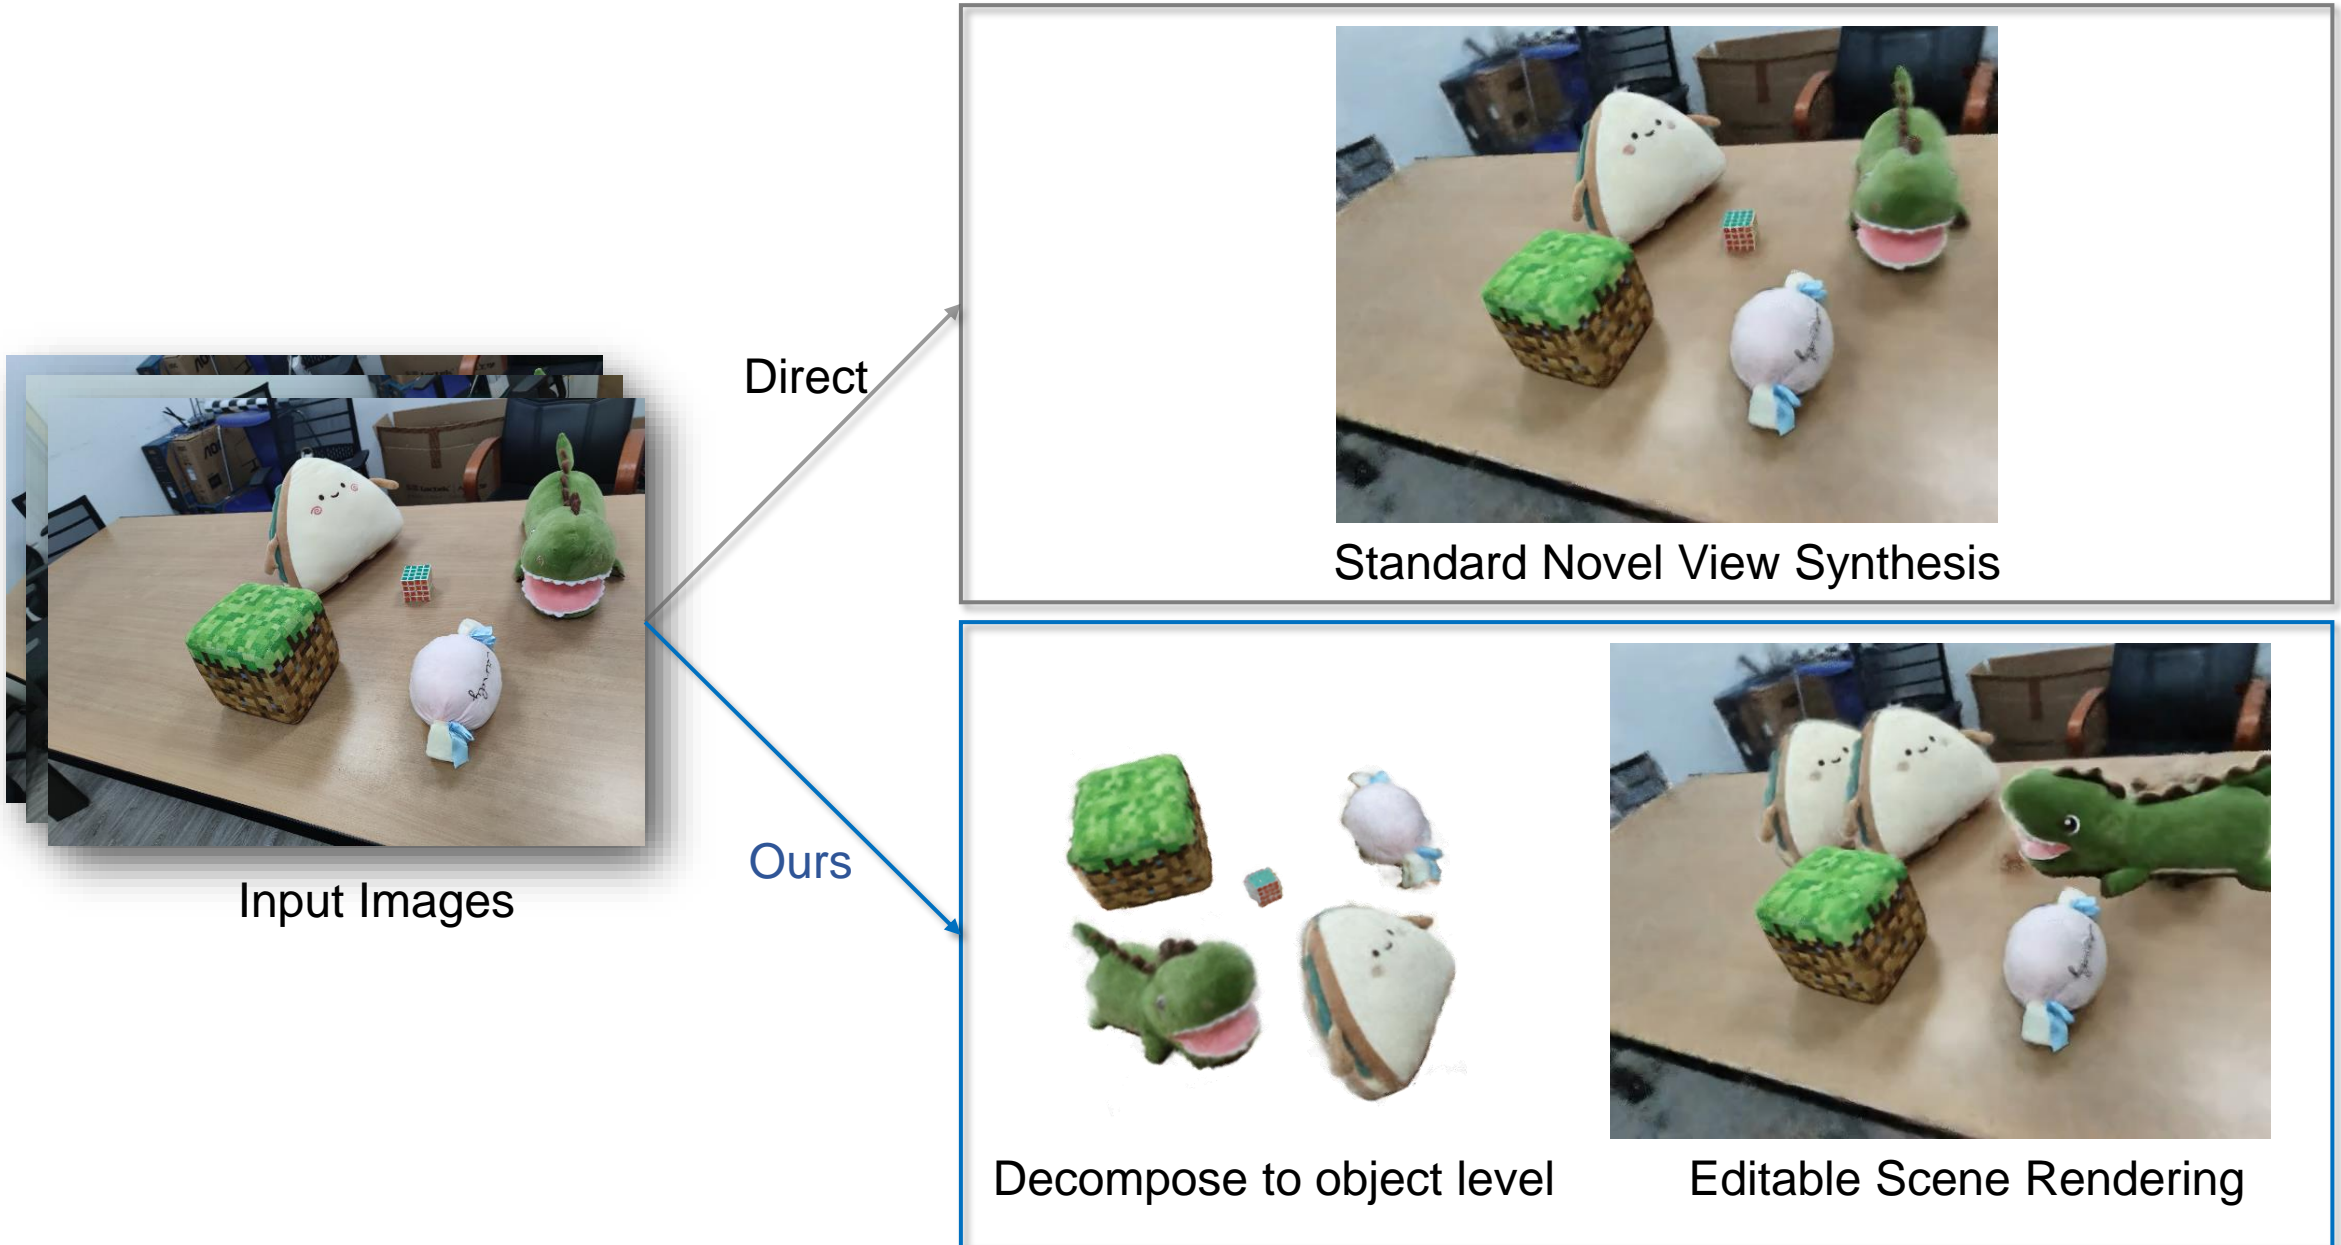 Direct
Standard Novel View Synthesis
Input Images
Ours
Decompose to object level
Editable Scene Rendering